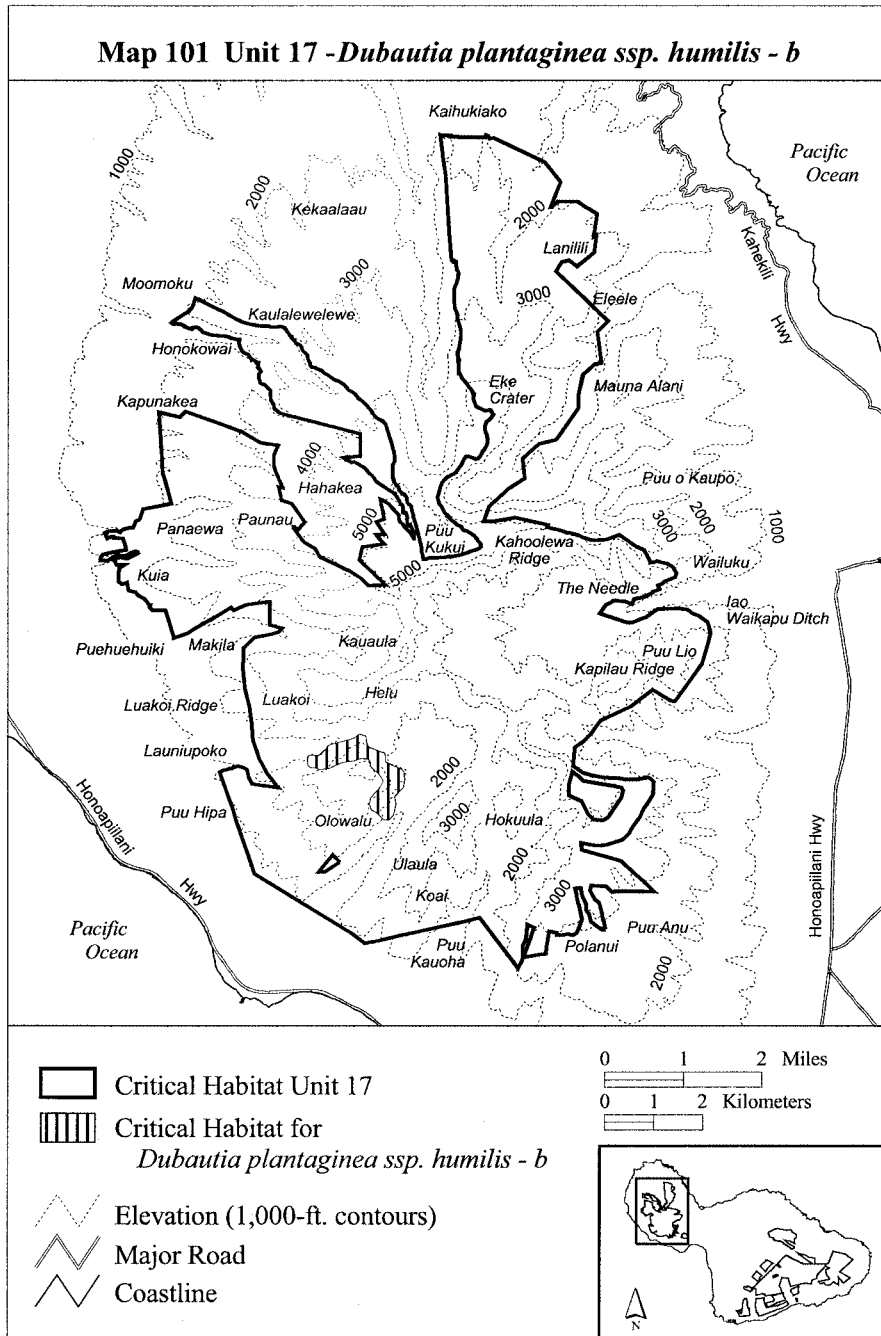 Map 101 Unit 17 - Dubautia plantaginea ssp. humilis - b
Kaihukiako
Pacific
Ocean
1000
2000
Kekaalaau
2000
Kahekili
Hwy
Lanilili
3000
3000
Eleele
Moomoku
Kaulalewelewe
Honokowai
Eke
Crater
Mauna Alani
Kapunakea
4000
Hahakea
Puu o Kaupo
2000
3000
1000
5000
Panaewa
Paunau
Puu
Kukui
Kahoolewa
Ridge
Wailuku
Kuia
5000
The Needle
Iao
Waikapu Ditch
Puehuehuiki
Makila
Kauaula
Puu Lio
Kapilau Ridge
Luakoi Ridge
Luakoi
Helu
Launiupoko
2000
Honoapiilani
Hwy
Puu Hipa
Olowalu
3000
Hokuula
Ulaula
2000
Koai
3000
Honoapiilani Hwy
Pacific
Ocean
Puu
Kauoha
Polanui
Puu Anu
2000
0 1 2 Miles
0 1 2 Kilometers
Critical Habitat Unit 17
Critical Habitat for
Dubautia plantaginea ssp. humilis - b
Elevation (1,000-ft. contours)
Major Road
Coastline
N